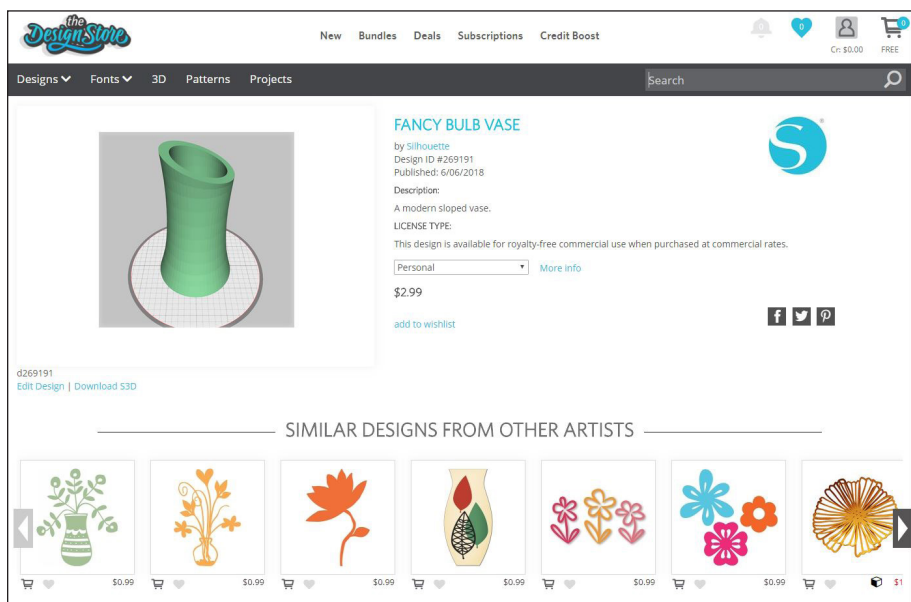 the
Design Store
New Bundles Deals Subscriptions Credit Boost
0
0
Cr: $0.00
0
FREE
Designs Fonts 3D Patterns Projects
Search
FANCY BULB VASE
by Silhouette
Design ID #269191
Published: 6/06/2018
Description:
A modern sloped vase.
LICENSE TYPE:
This design is available for royalty-free commercial use when purchased at commercial rates.
Personal More info
$2.99
add to wishlist
S ®
d269191
Edit Design | Download S3D
SIMILAR DESIGNS FROM OTHER ARTISTS
$0.99 $0.99 $0.99 $0.99 $0.99 $0.99 $1